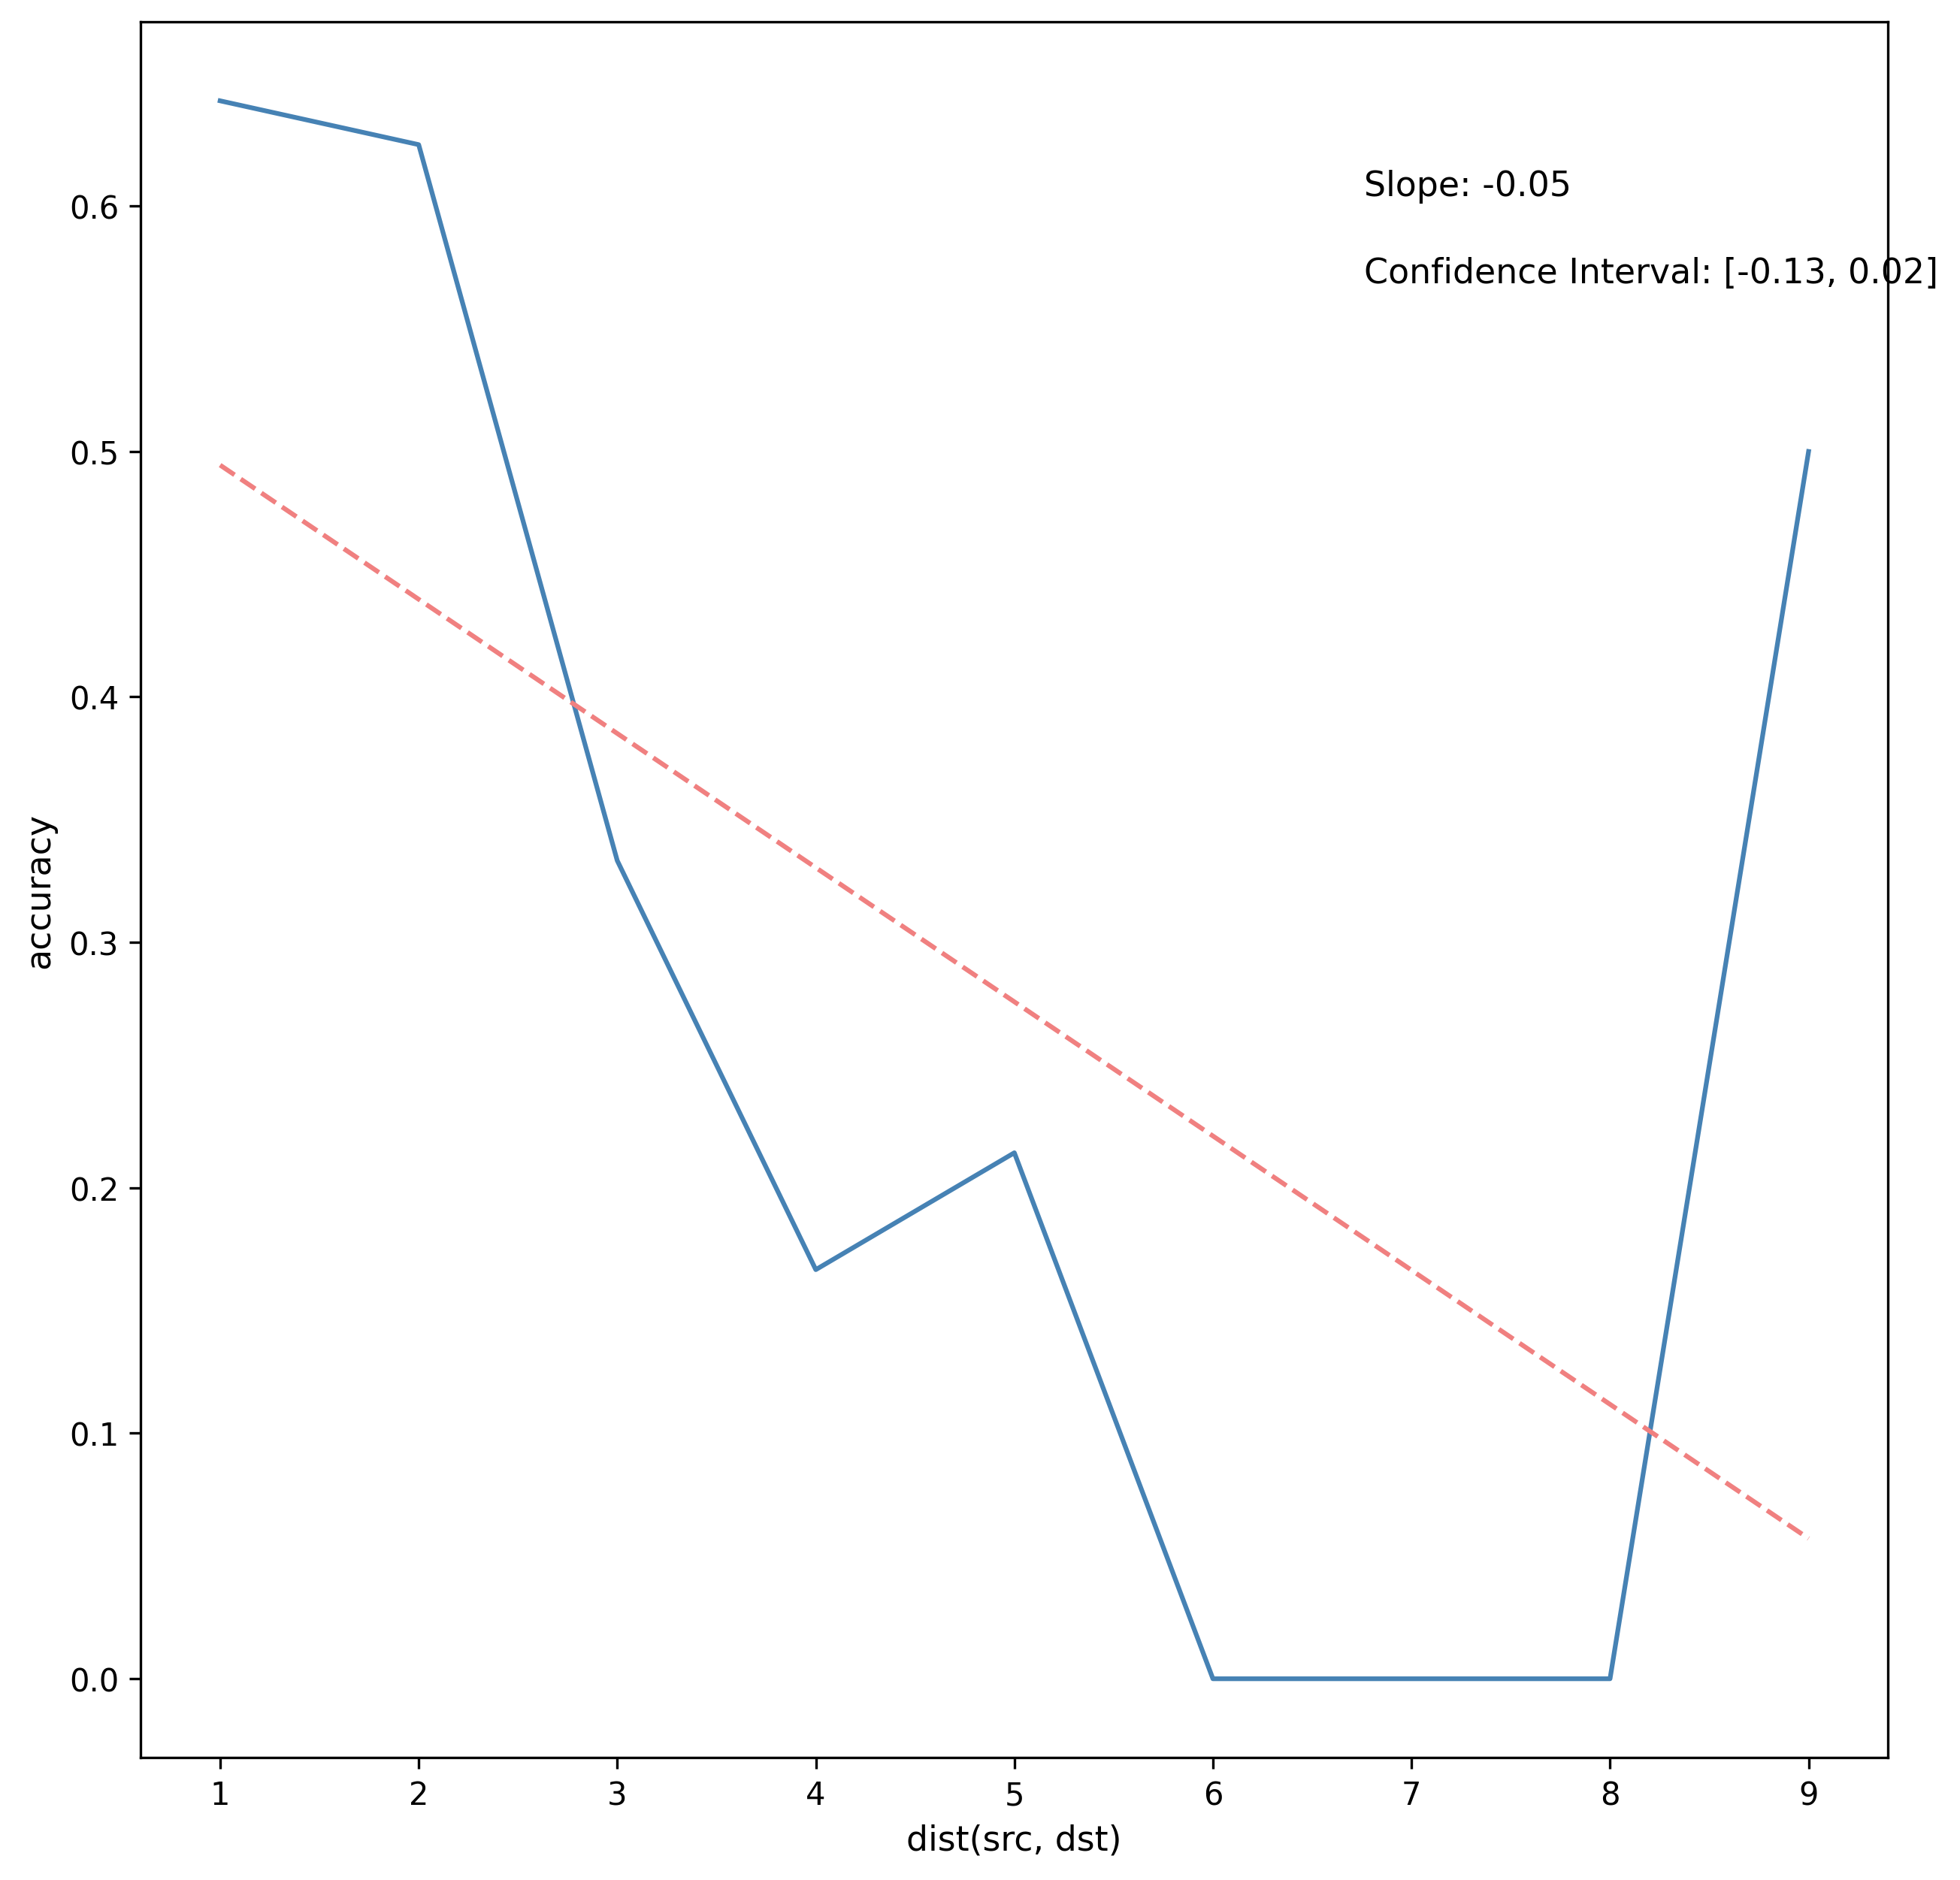 Slope: -0.05
Confidence Interval: [-0.13, 0.02]
0.6
0.5
0.4
0.3
0.2
0.1
0.0
accuracy
1 2 3 4 5 6 7 8 9
dist(src, dst)